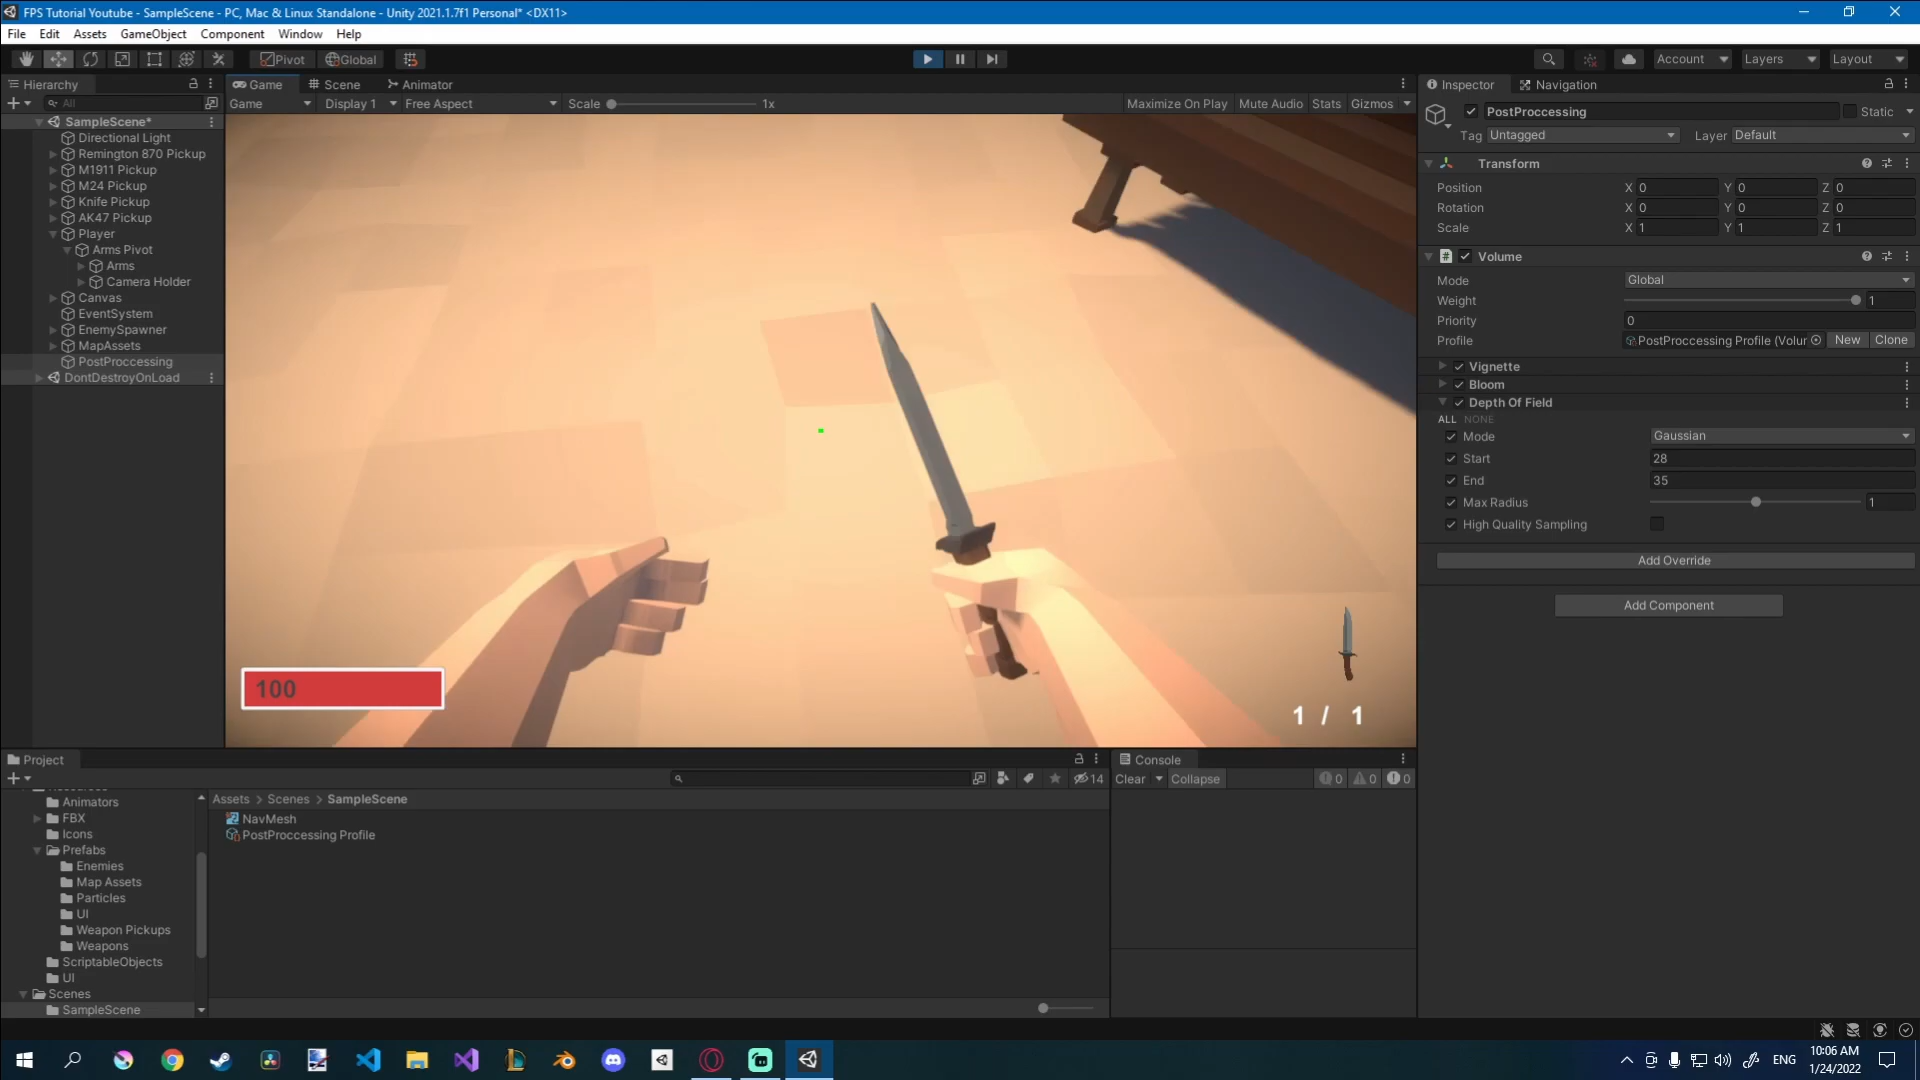 FPS Tutorial Youtube - SampleScene - PC, Mac & Linux Standalone - Unity 2021.1.7f1 Personal* <DX11>
File Edit Assets GameObject Component Window Help
Pivot Global Account Layers Layout
Hierarchy
All
SampleScene*
Directional Light
Remington 870 Pickup
M1911 Pickup
M24 Pickup
Knife Pickup
AK47 Pickup
Player
Arms Pivot
Arms
Camera Holder
Canvas
EventSystem
EnemySpawner
MapAssets
PostProccessing
DontDestroyOnLoad
Game Scene Animator
Game Display 1 Free Aspect Scale 1x Maximize On Play Mute Audio Stats Gizmos
100
1 / 1
Inspector Navigation
PostProccessing Static
Tag Untagged Layer Default
Transform
Position X 0 Y 0 Z 0
Rotation X 0 Y 0 Z 0
Scale X 1 Y 1 Z 1
Volume
Mode Global
Weight 1
Priority 0
Profile PostProccessing Profile (Volur New Clone
Vignette
Bloom
Depth Of Field
ALL NONE
Mode Gaussian
Start 28
End 35
Max Radius 1
High Quality Sampling
Add Override
Add Component
Project
14
Animators
FBX
Icons
Prefabs
Enemies
Map Assets
Particles
UI
Weapon Pickups
Weapons
ScriptableObjects
UI
Scenes
SampleScene
Assets > Scenes > SampleScene
NavMesh
PostProccessing Profile
Console
Clear Collapse 0 0 0
ENG
10:06 AM
1/24/2022